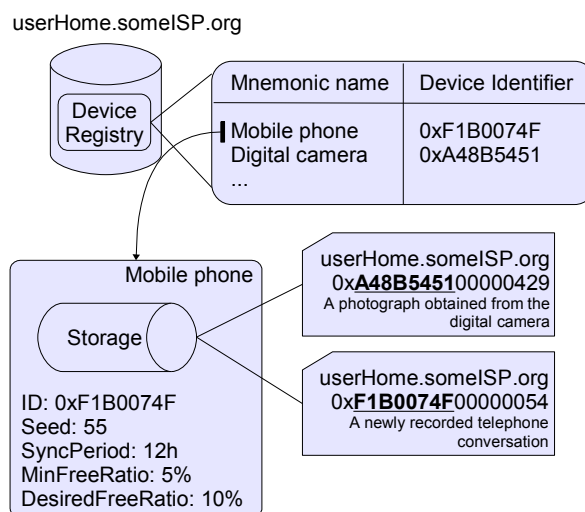 userHome.someISP.org
Device
Registry
Mnemonic name Device Identifier
Mobile phone 0xF1B0074F
Digital camera 0xA48B5451
...
Mobile phone
Storage
ID: 0xF1B0074F
Seed: 55
SyncPeriod: 12h
MinFreeRatio: 5%
DesiredFreeRatio: 10%
userHome.someISP.org
0xA48B545100000429
A photograph obtained from the
digital camera
userHome.someISP.org
0xF1B0074F00000054
A newly recorded telephone
conversation